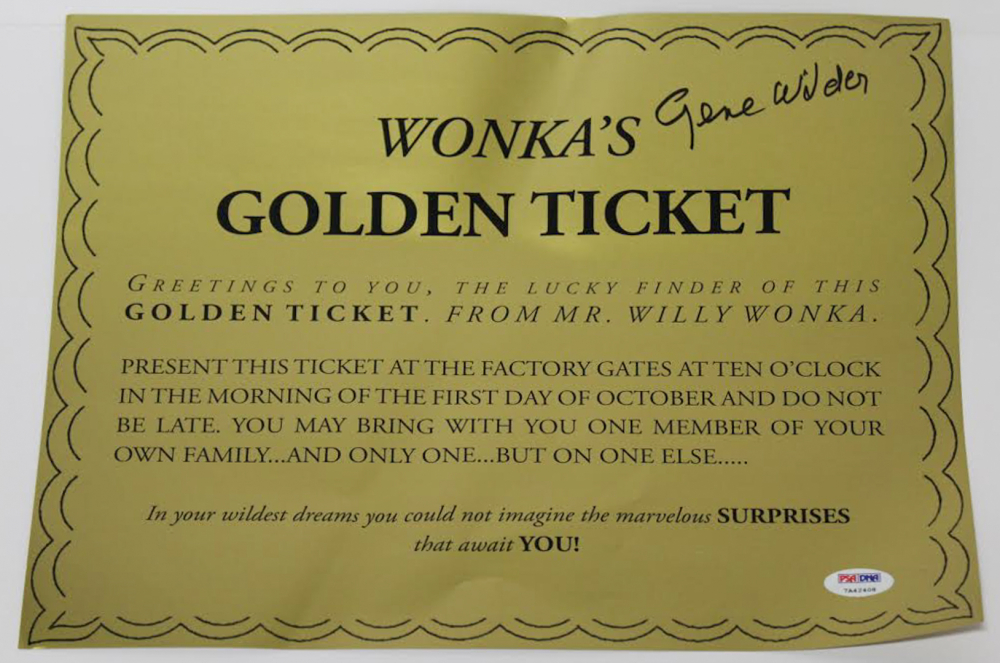 Gene Wilder
WONKA'S
GOLDEN TICKET
GREETINGS TO YOU, THE LUCKY FINDER OF THIS
GOLDEN TICKET. FROM MR. WILLY WONKA.
PRESENT THIS TICKET AT THE FACTORY GATES AT TEN O'CLOCK
IN THE MORNING OF THE FIRST DAY OF OCTOBER AND DO NOT
BE LATE. YOU MAY BRING WITH YOU ONE MEMBER OF YOUR
OWN FAMILY...AND ONLY ONE...BUT ON ONE ELSE.....
In your wildest dreams you could not imagine the marvelous SURPRISES
that await YOU!
PSA DNA